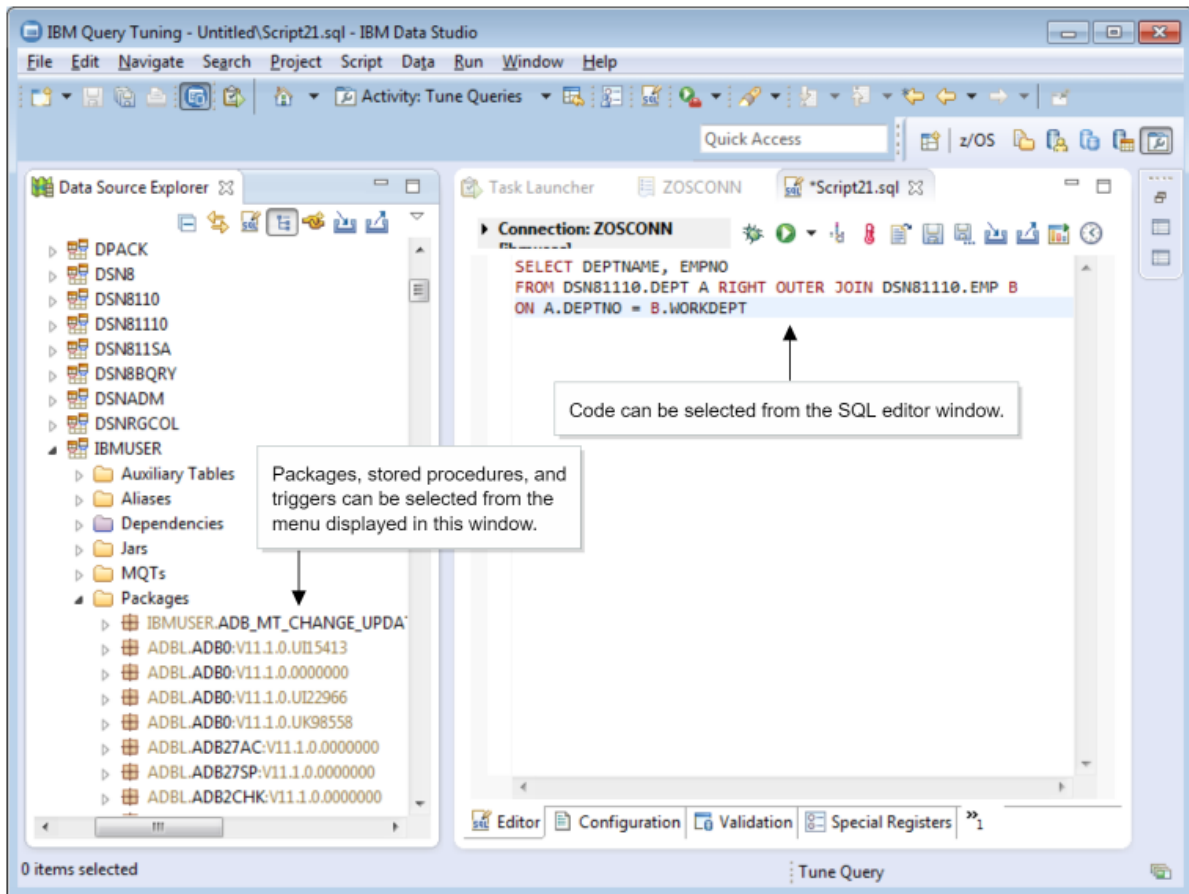 IBM Query Tuning - Untitled\Script21.sql - IBM Data Studio
File Edit Navigate Search Project Script Data Run Window Help
Activity: Tune Queries
Quick Access
z/OS
Data Source Explorer
DPACK
DSN8
DSN8110
DSN81110
DSN811SA
DSN8BQRY
DSNADM
DSNRGCOL
IBMUSER
Auxiliary Tables
Aliases
Dependencies
Jars
MQTs
Packages
IBMUSER.ADB_MT_CHANGE_UPDA
ADBL.ADB0:V11.1.0.UI15413
ADBL.ADB0:V11.1.0.0000000
ADBL.ADB0:V11.1.0.UI22966
ADBL.ADB0:V11.1.0.UK98558
ADBL.ADB27AC:V11.1.0.0000000
ADBL.ADB27SP:V11.1.0.0000000
ADBL.ADB2CHK:V11.1.0.0000000
Packages, stored procedures, and
triggers can be selected from the
menu displayed in this window.
Task Launcher ZOSCONN *Script21.sql
Connection: ZOSCONN
SELECT DEPTNAME, EMPNO
FROM DSN81110.DEPT A RIGHT OUTER JOIN DSN81110.EMP B
ON A.DEPTNO = B.WORKDEPT
Code can be selected from the SQL editor window.
Editor Configuration Validation Special Registers »1
0 items selected
Tune Query